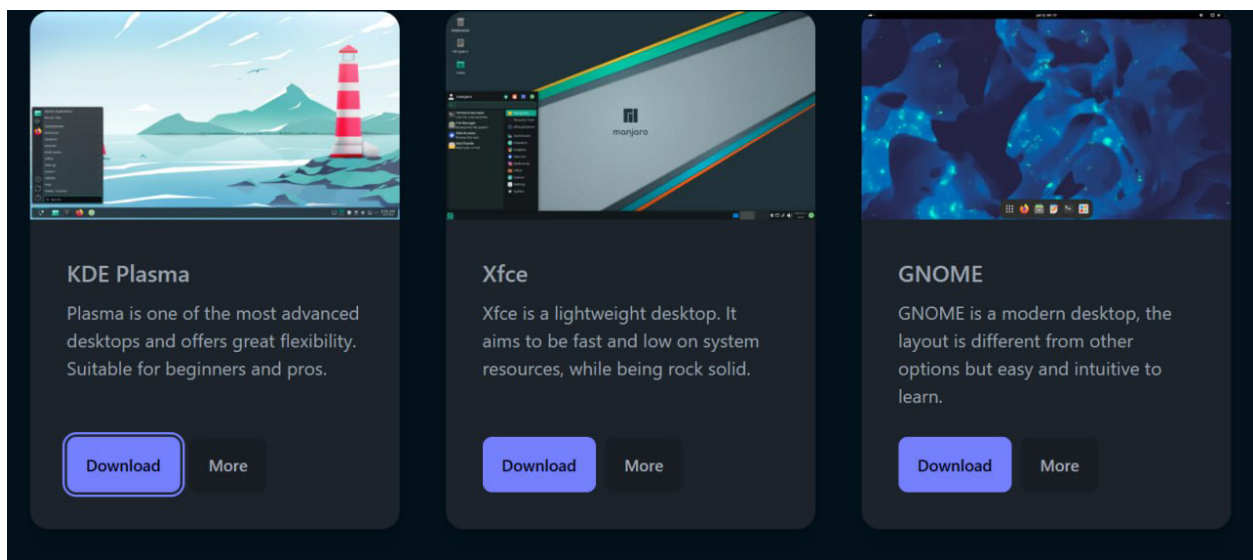 manjaro
KDE Plasma
Plasma is one of the most advanced
desktops and offers great flexibility.
Suitable for beginners and pros.
Download
More
Xfce
Xfce is a lightweight desktop. It
aims to be fast and low on system
resources, while being rock solid.
Download
More
GNOME
GNOME is a modern desktop, the
layout is different from other
options but easy and intuitive to
learn.
Download
More